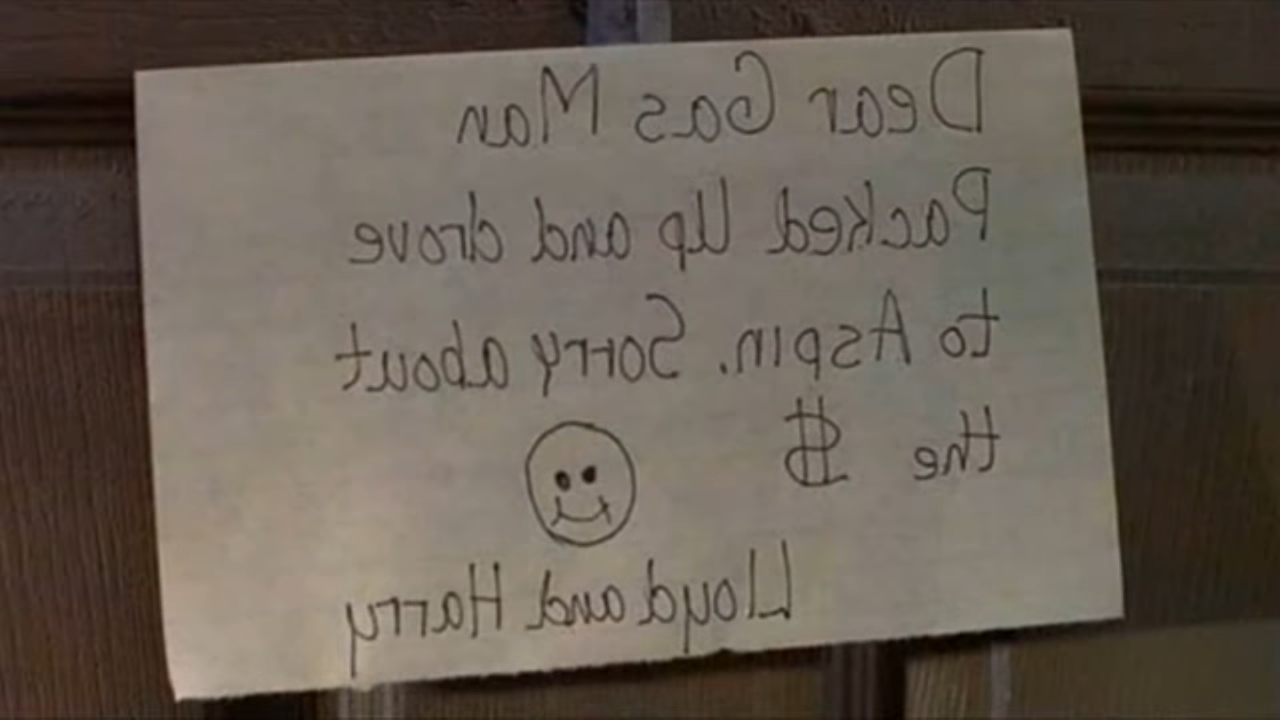 Dear Gas Man
Packed Up and drove
to Aspin. Sorry about
the $
Lloyd and Harry